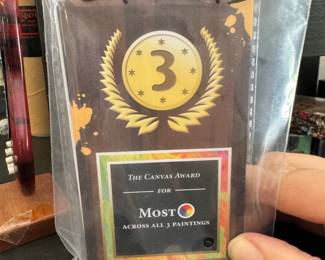 3
THE CANVAS AWARD
FOR
MOST
ACROSS ALL 3 PAINTINGS